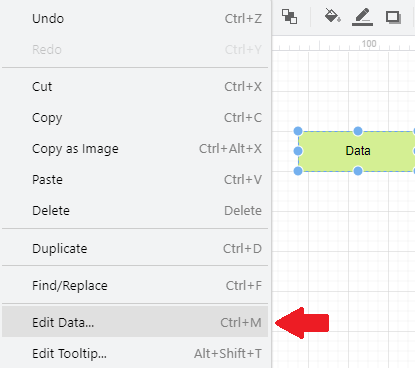 Undo Ctrl+Z
Redo Ctrl+Y
Cut Ctrl+X
Copy Ctrl+C
Copy as Image Ctrl+Alt+X
Paste Ctrl+V
Delete Delete
Duplicate Ctrl+D
Find/Replace Ctrl+F
Edit Data... Ctrl+M
Edit Tooltip... Alt+Shift+T
100
Data